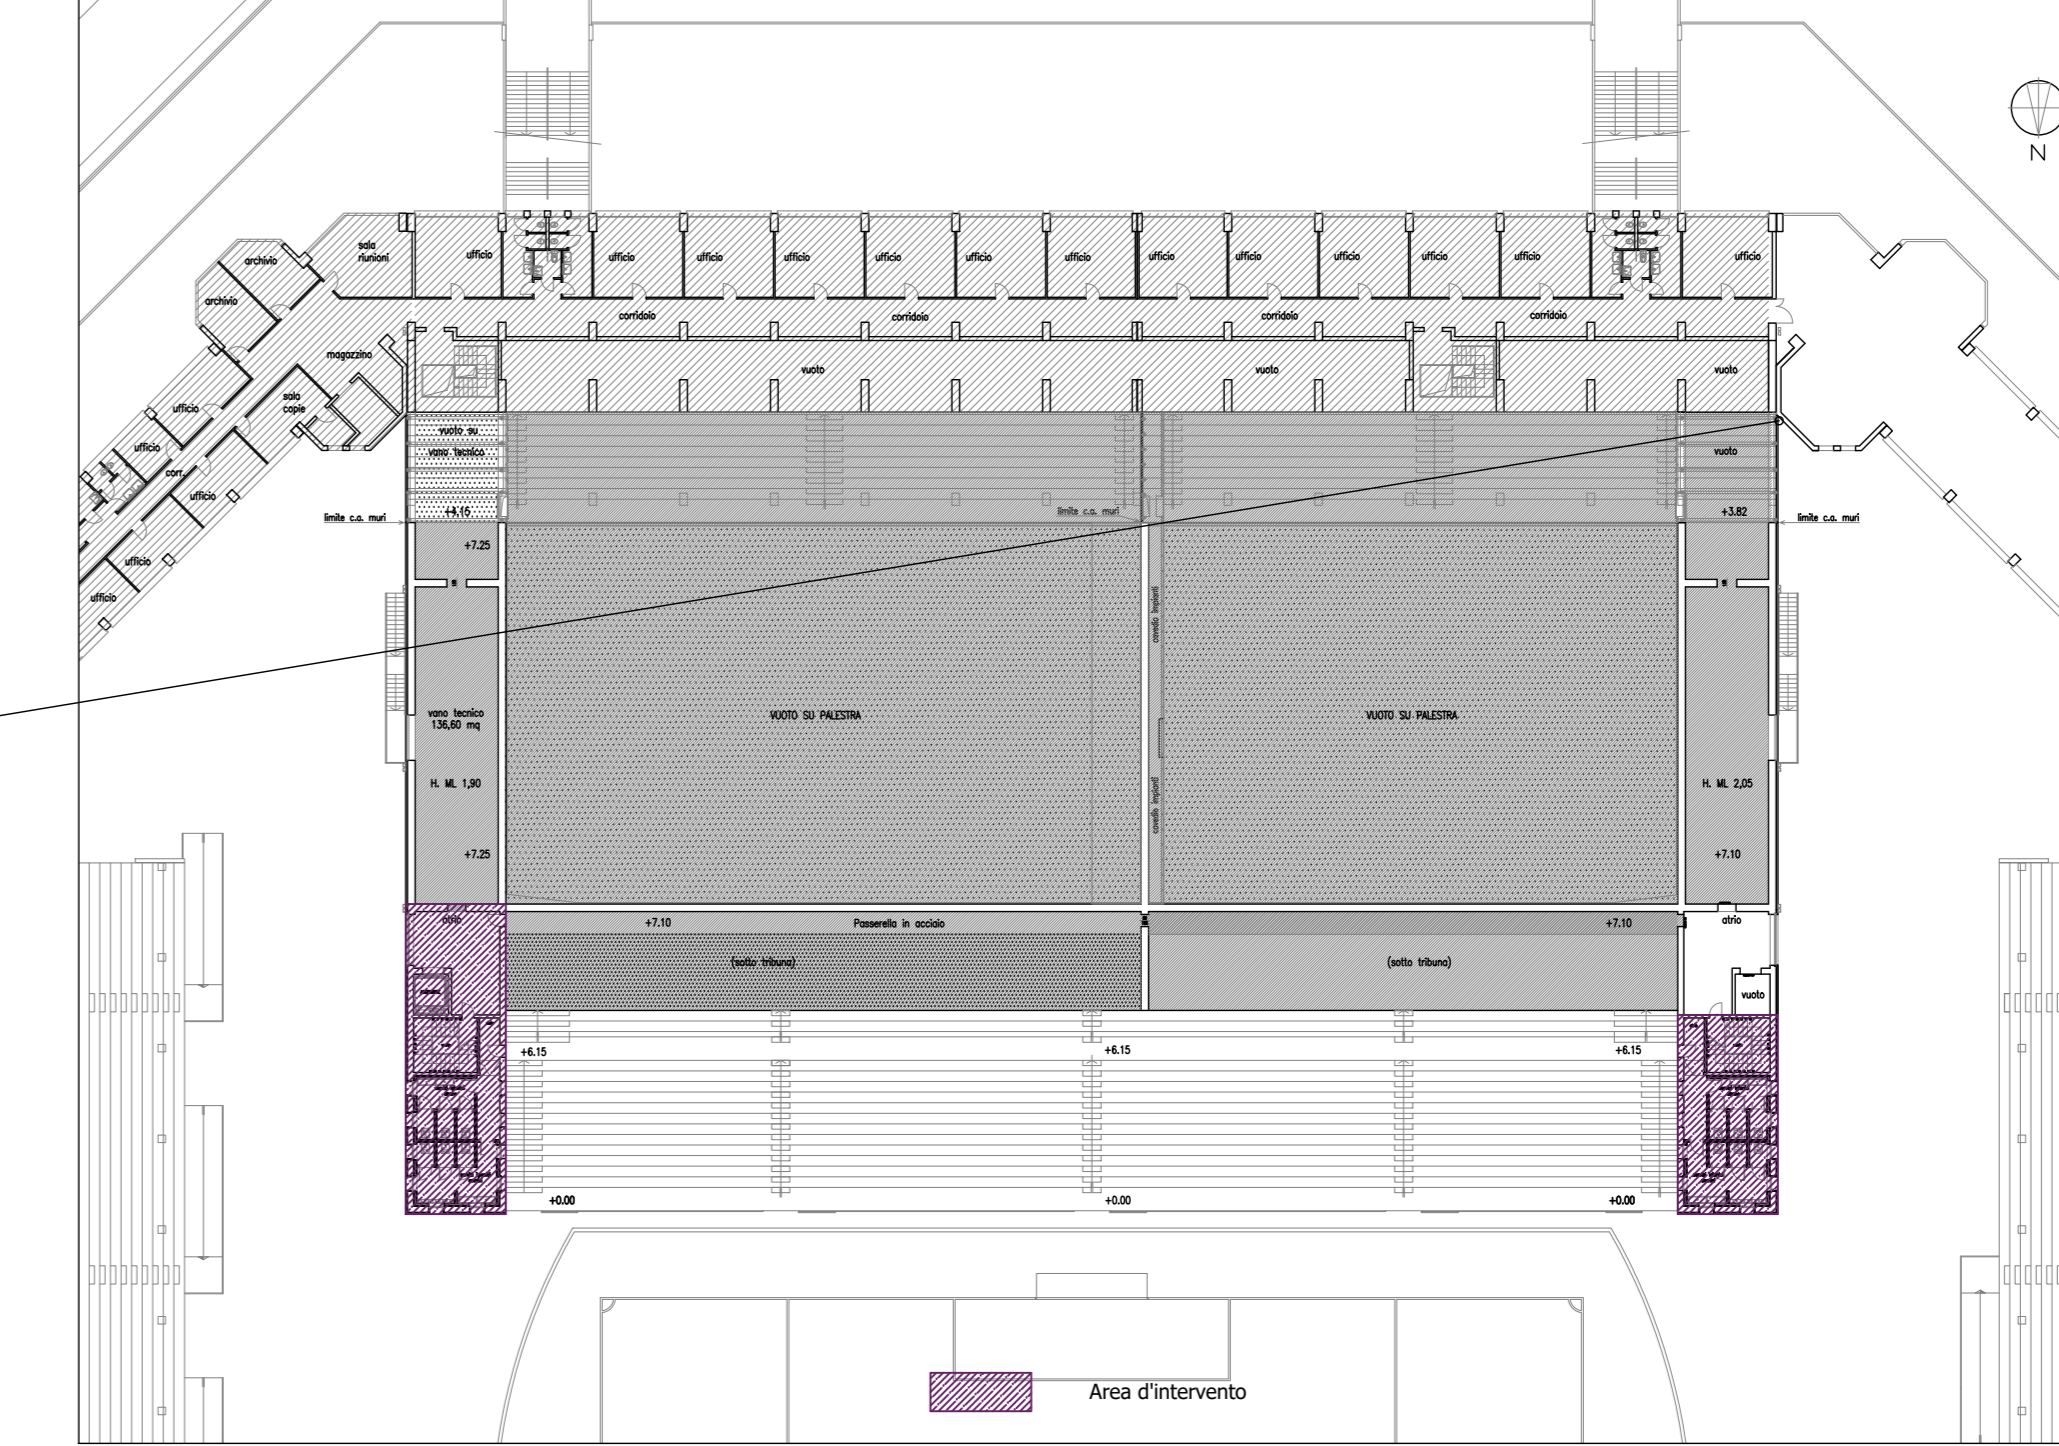 N
sala
riunioni
ufficio
ufficio
ufficio
ufficio
ufficio
ufficio
ufficio
ufficio
ufficio
ufficio
ufficio
ufficio
ufficio
archivio
archivio
corridoio
corridoio
corridoio
corridoio
magazzino
vuoto
vuoto
vuoto
sala
copie
ufficio
ufficio
corr.
ufficio
ufficio
ufficio
vuoto su
vano tecnico
+4.15
vuoto
+3.82
limite c.a. muri
limite c.a. muri
limite c.a. muri
+7.25
cavedio impianti
vano tecnico
136,60 mq
VUOTO SU PALESTRA
VUOTO SU PALESTRA
H. ML 1,90
cavedio impianti
H. ML 2,05
+7.25
+7.10
atrio
+7.10
Passerella in acciaio
+7.10
atrio
(sotto tribuna)
(sotto tribuna)
vuoto
+6.15
+6.15
+6.15
+0.00
+0.00
+0.00
Area d'intervento